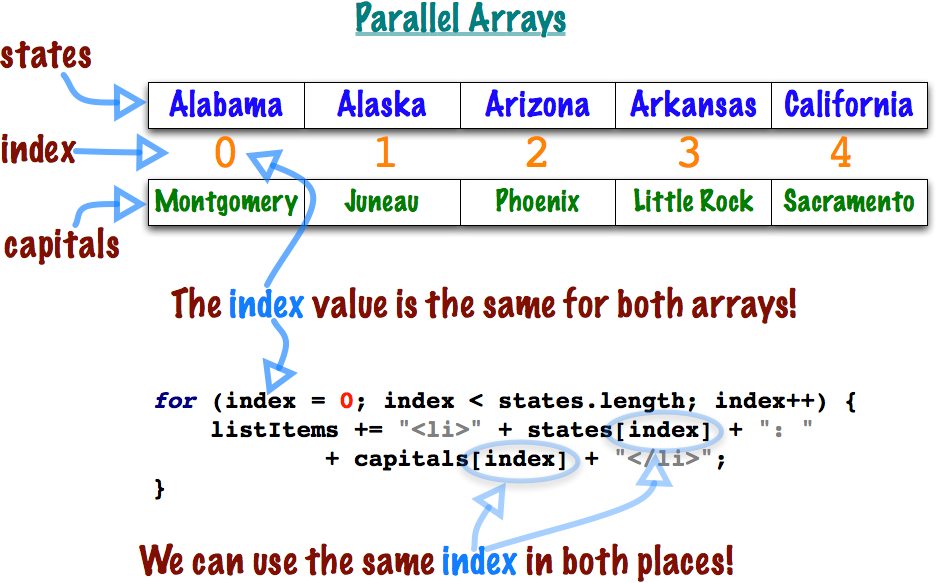 Parallel Arrays
states
Alabama Alaska Arizona Arkansas California
index 0 1 2 3 4
Montgomery Juneau Phoenix Little Rock Sacramento
capitals
The index value is the same for both arrays!
for (index = 0; index < states.length; index++) {
listItems += "<li>" + states[index] + ": "
+ capitals[index] + "</li>";
}
We can use the same index in both places!